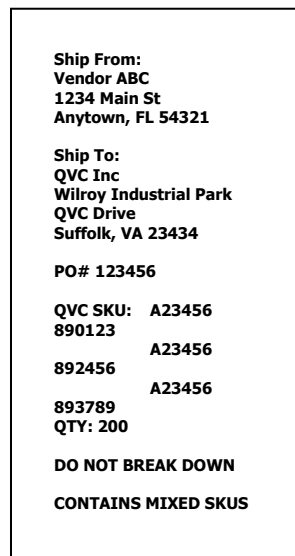 Ship From:
Vendor ABC
1234 Main St
Anytown, FL 54321
Ship To:
QVC Inc
Wilroy Industrial Park
QVC Drive
Suffolk, VA 23434
PO# 123456
QVC SKU: A23456
890123
A23456
892456
A23456
893789
QTY: 200
DO NOT BREAK DOWN
CONTAINS MIXED SKUS